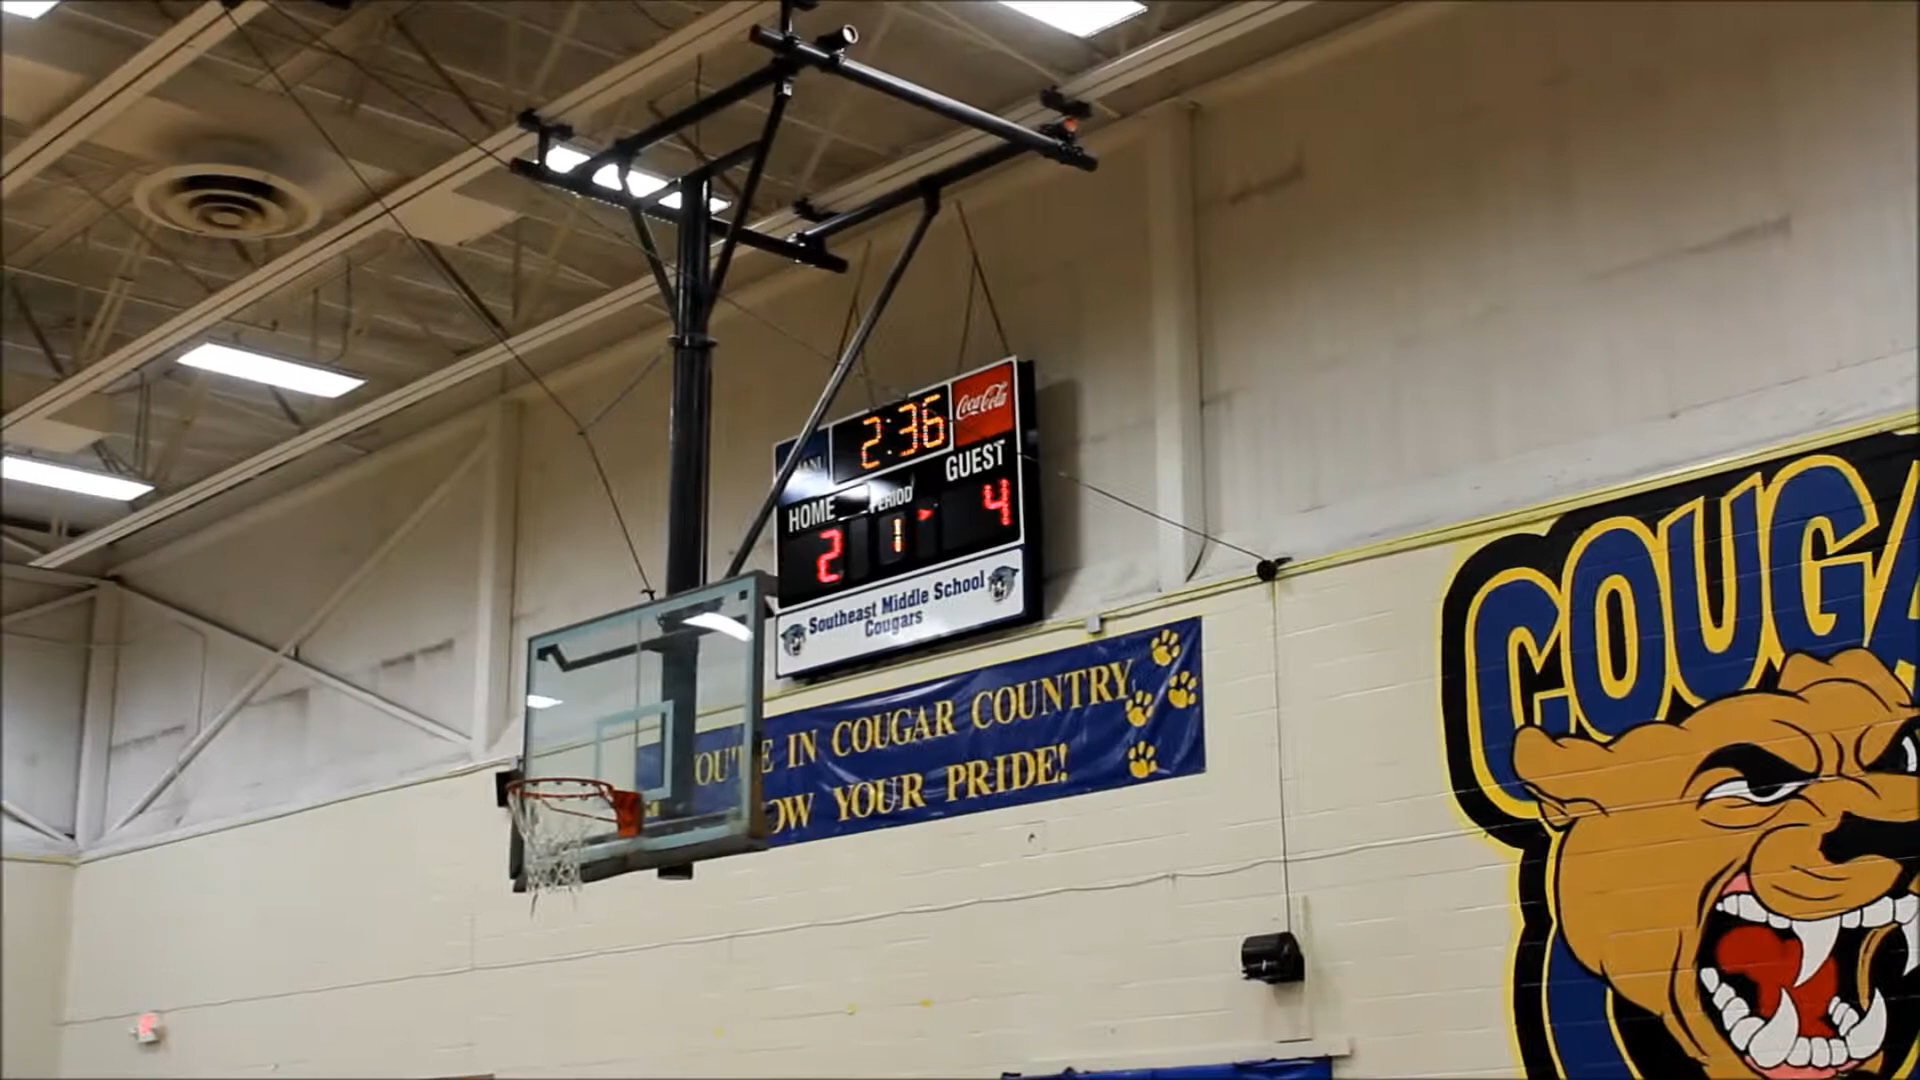 2:36
Coca-Cola
GUEST
HOME
PERIOD
2
1
4
Southeast Middle School
Cougars
IN COUGAR COUNTRY
YOUR PRIDE!
COUGA